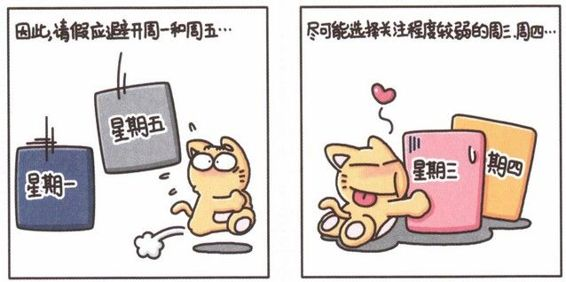 因此,请假应避开周一和周五…
星期五
星期一
尽可能选择关注程度较弱的周三.周四…
星期三
期四